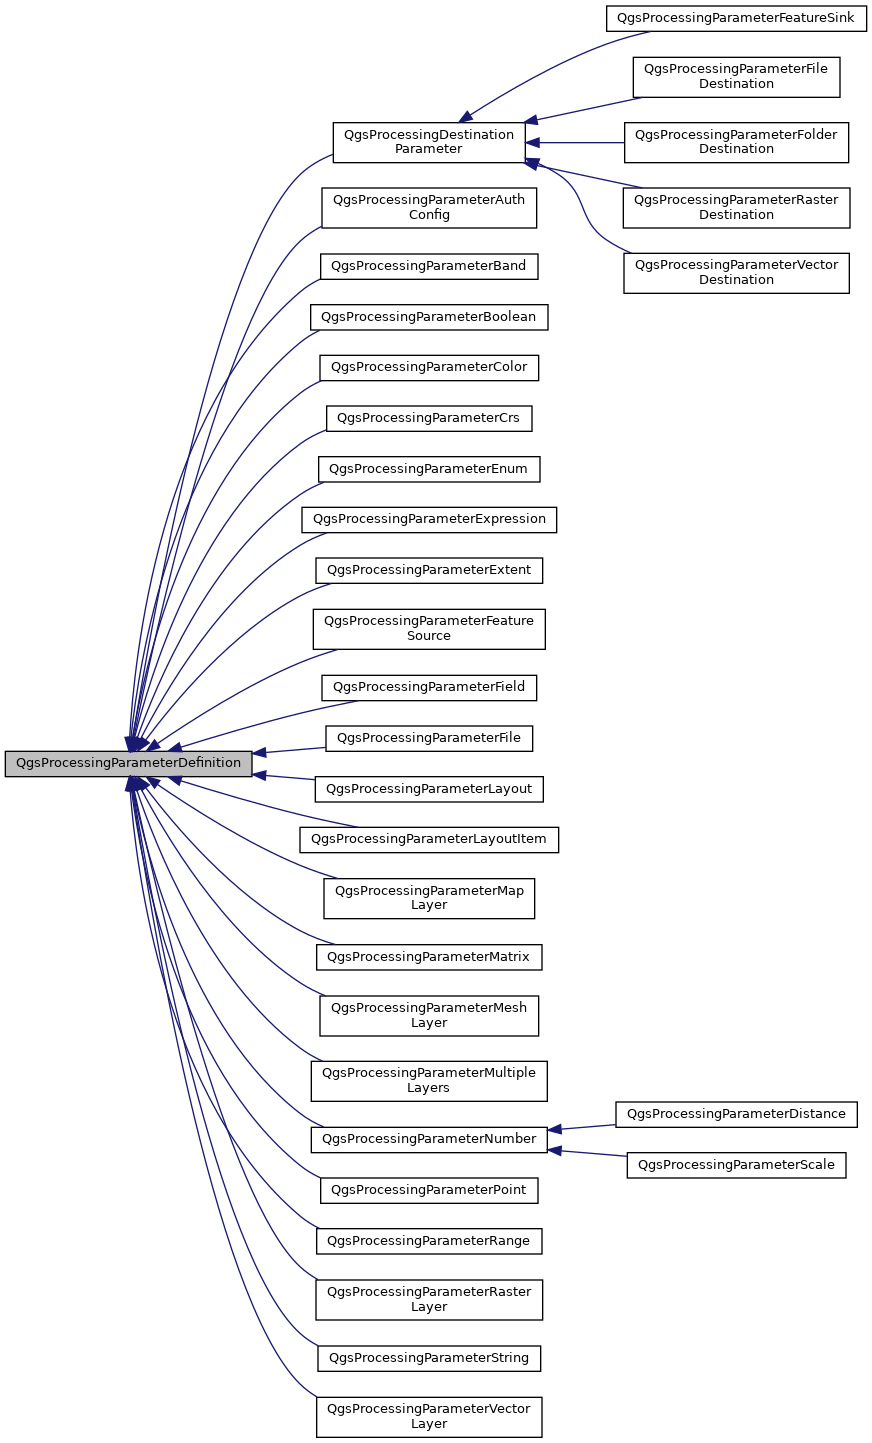 QgsProcessingParameterFeatureSink
QgsProcessingParameterFile
Destination
QgsProcessingDestination
Parameter
QgsProcessingParameterFolder
Destination
QgsProcessingParameterRaster
Destination
QgsProcessingParameterVector
Destination
QgsProcessingParameterAuth
Config
QgsProcessingParameterBand
QgsProcessingParameterBoolean
QgsProcessingParameterColor
QgsProcessingParameterCrs
QgsProcessingParameterEnum
QgsProcessingParameterExpression
QgsProcessingParameterExtent
QgsProcessingParameterFeature
Source
QgsProcessingParameterField
QgsProcessingParameterFile
QgsProcessingParameterDefinition
QgsProcessingParameterLayout
QgsProcessingParameterLayoutItem
QgsProcessingParameterMap
Layer
QgsProcessingParameterMatrix
QgsProcessingParameterMesh
Layer
QgsProcessingParameterMultiple
Layers
QgsProcessingParameterNumber
QgsProcessingParameterDistance
QgsProcessingParameterScale
QgsProcessingParameterPoint
QgsProcessingParameterRange
QgsProcessingParameterRaster
Layer
QgsProcessingParameterString
QgsProcessingParameterVector
Layer